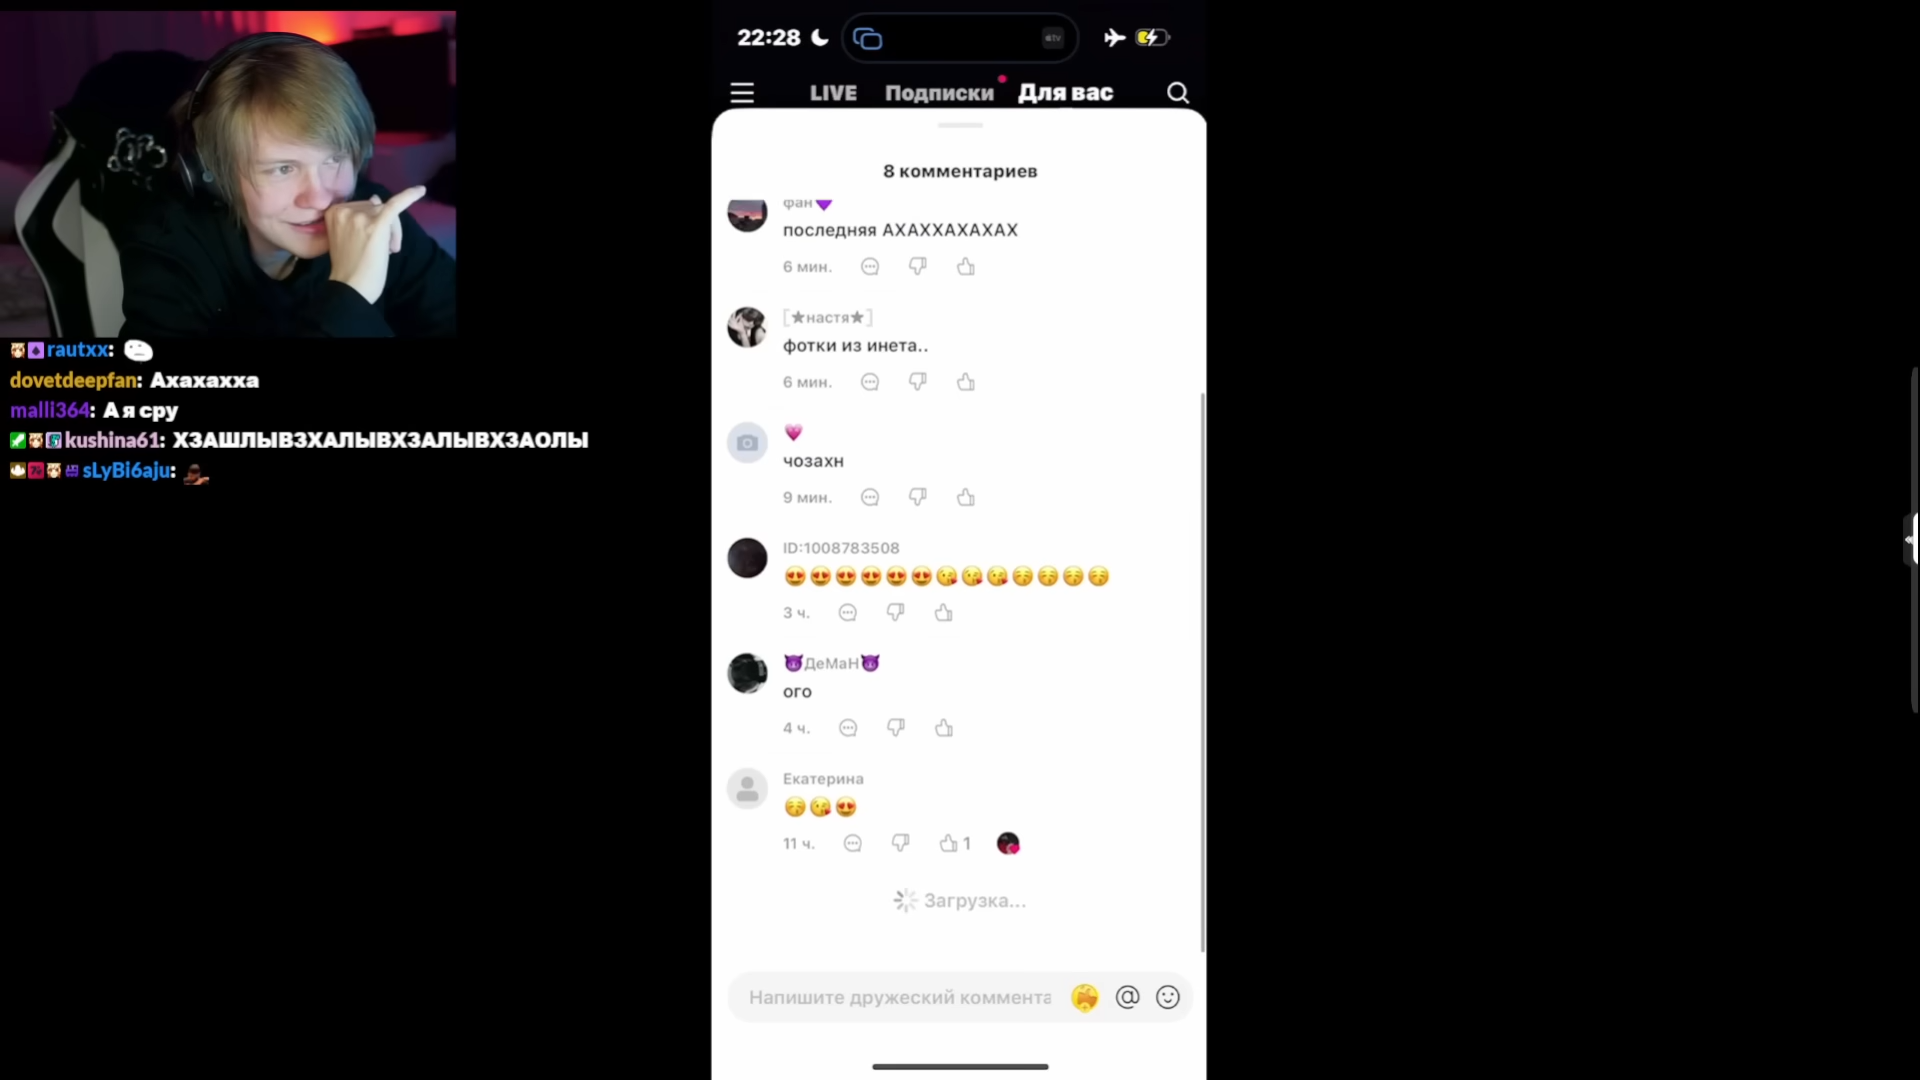 22:28
LIVE Подписки Для вас
8 комментариев
фан
последняя АХАХХАХАХАХ
6 мин.
[★настя★]
фотки из инета..
6 мин.
чозахн
9 мин.
ID:1008783508
3 ч.
ДеМаН
ого
4 ч.
Екатерина
11 ч. 1
Загрузка...
Напишите дружеский коммента
rautxx:
dovetdeepfan: Ахахахха
malli364: А я сру
kushina61: ХЗАШЛЫВЗХАЛЫВХЗАЛЫВХЗАОЛЫ
sLyBi6aju: